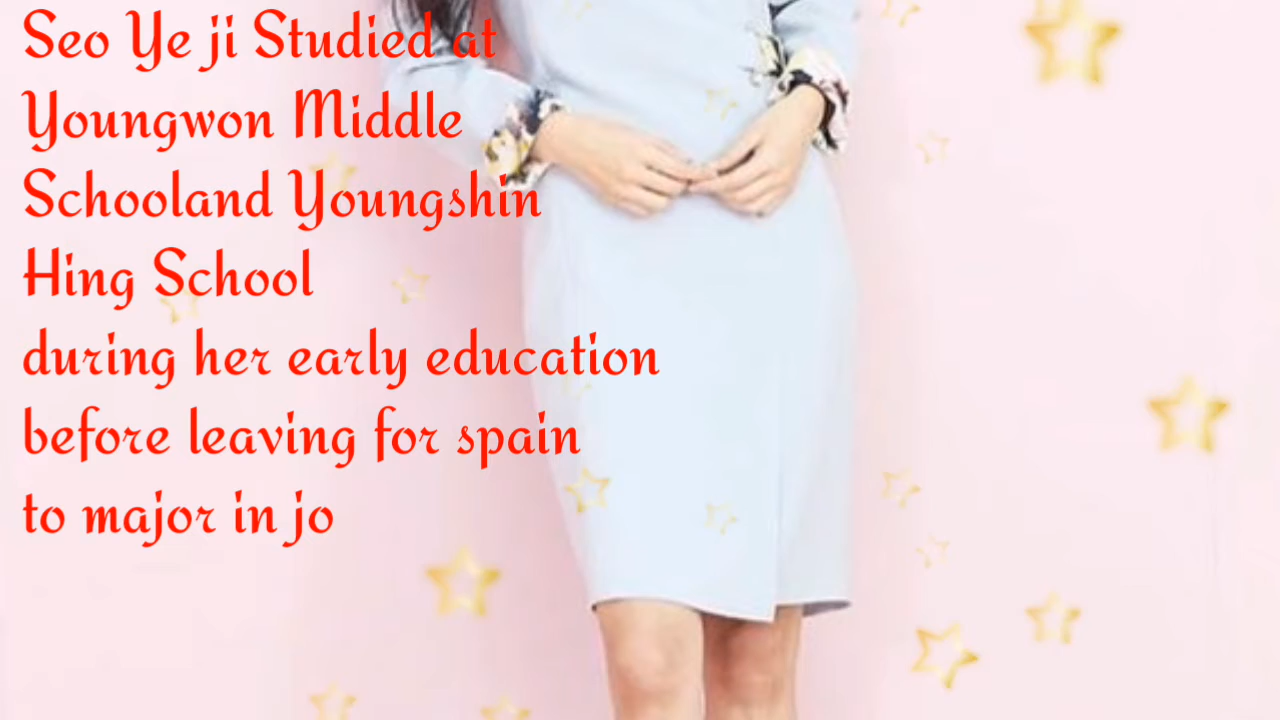 Seo Ye ji Studied at
Youngwon Middle
Schooland Youngshin
Hing School
during her early education
before leaving for spain
to major in jo